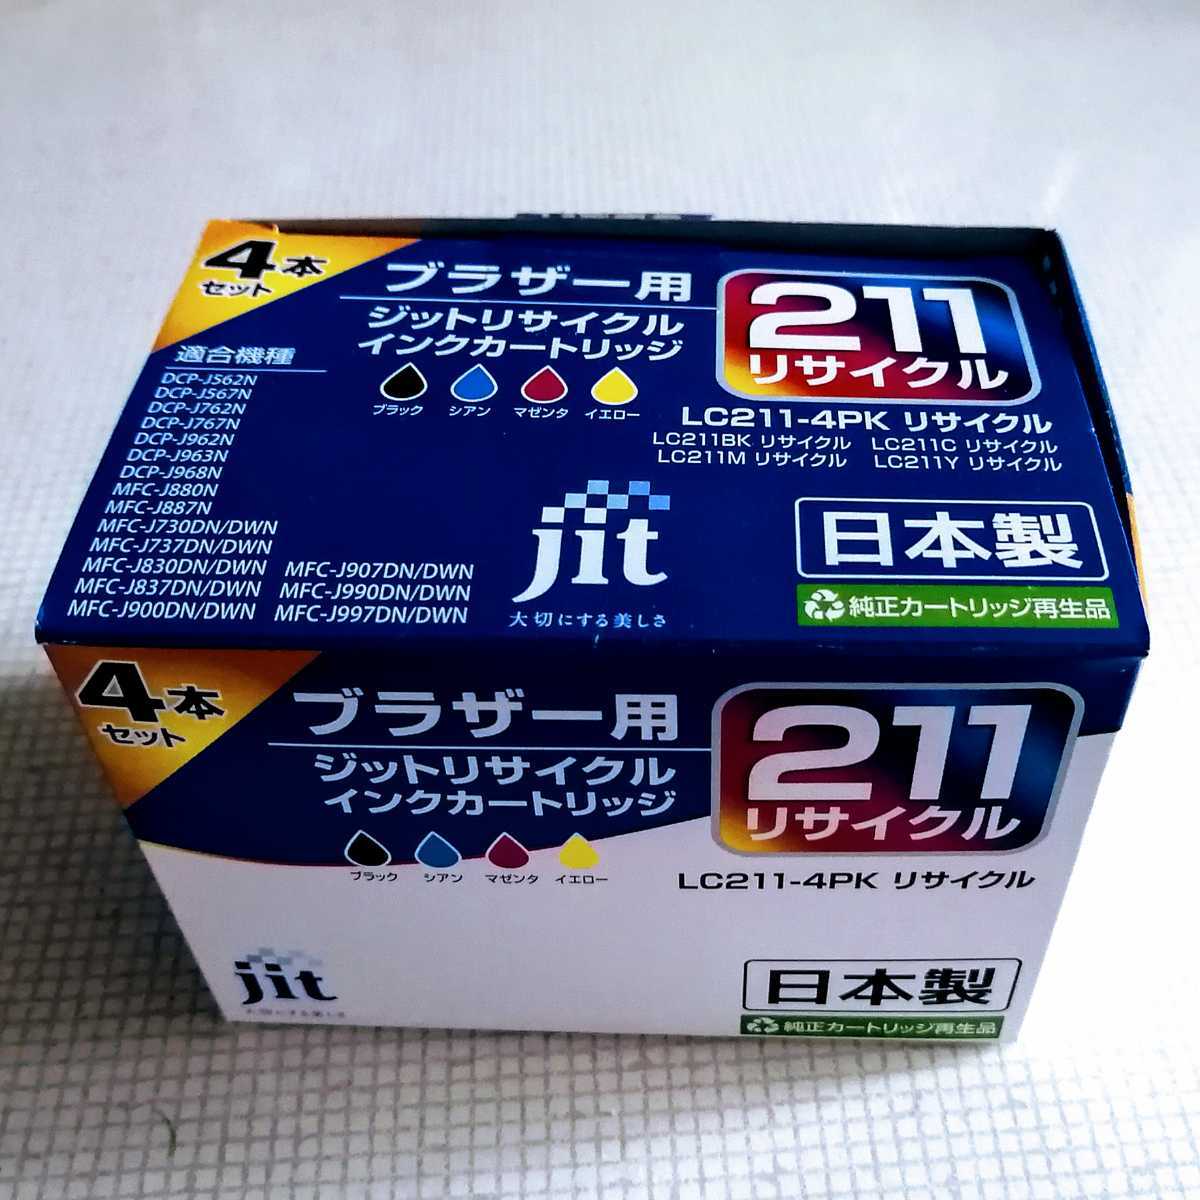 4本
セット
ブラザー用
ジットリサイクル
インクカートリッジ
ブラック シアン マゼンタ イエロー
211
リサイクル
LC211-4PK リサイクル
LC211BK リサイクル LC211C リサイクル
LC211M リサイクル LC211Y リサイクル
適合機種
DCP-J562N
DCP-J567N
DCP-J762N
DCP-J767N
DCP-J962N
DCP-J963N
DCP-J968N
MFC-J880N
MFC-J887N
MFC-J730DN/DWN
MFC-J737DN/DWN
MFC-J830DN/DWN
MFC-J837DN/DWN
MFC-J900DN/DWN
MFC-J907DN/DWN
MFC-J990DN/DWN
MFC-J997DN/DWN
jit
大切にする美しさ
日本製
純正カートリッジ再生品
4本
セット
ブラザー用
ジットリサイクル
インクカートリッジ
ブラック シアン マゼンタ イエロー
211
リサイクル
LC211-4PK リサイクル
jit
大切にする美しさ
日本製
純正カートリッジ再生品